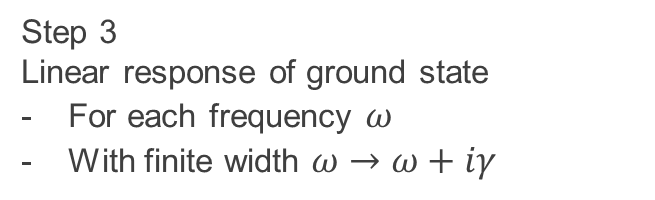 Step 3
Linear response of ground state
- For each frequency ω
- With finite width ω → ω + iγ